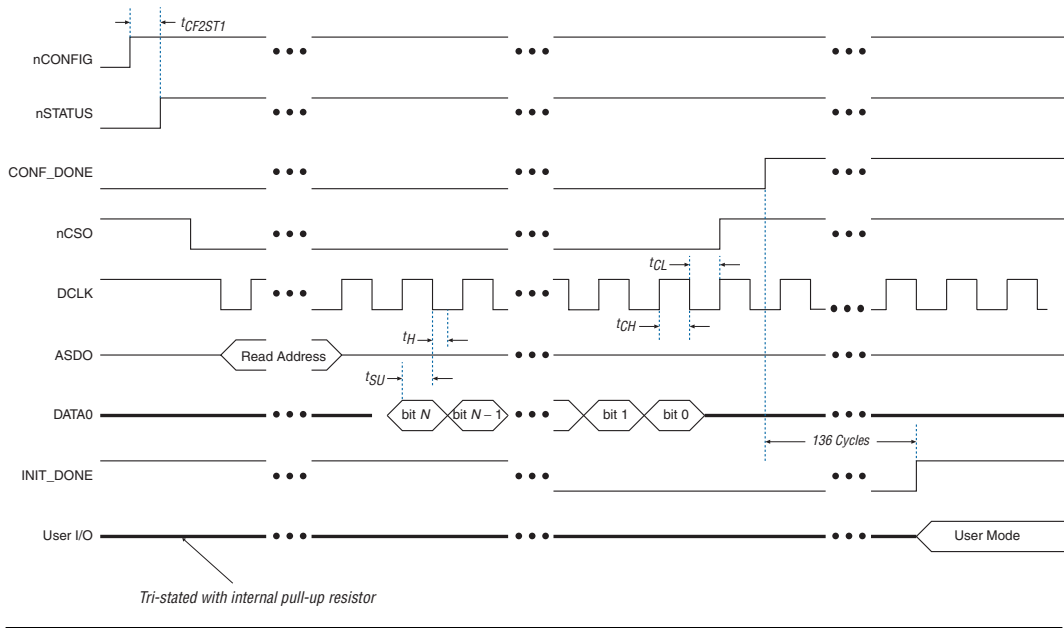 tCF2ST1
nCONFIG
nSTATUS
CONF_DONE
nCSO
tCL
DCLK
tCH
tH
ASDO
Read Address
tSU
DATA0
bit N
bit N – 1
bit 1
bit 0
136 Cycles
INIT_DONE
User I/O
User Mode
Tri-stated with internal pull-up resistor